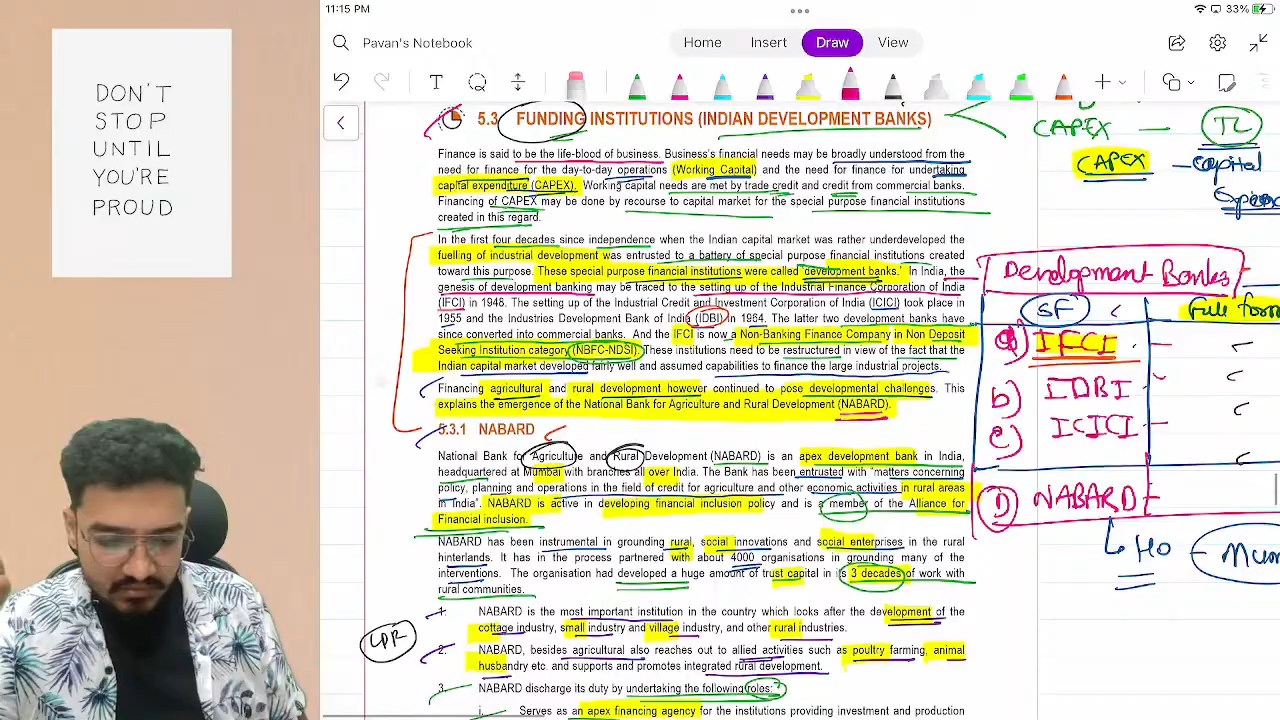 11:15 PM
33%
DON'T
STOP
UNTIL
YOU'RE
PROUD
Pavan's Notebook
Home Insert Draw View
5.3 FUNDING INSTITUTIONS (INDIAN DEVELOPMENT BANKS)
Finance is said to be the life-blood of business. Business's financial needs may be broadly understood from the
need for finance for the day-to-day operations (Working Capital) and the need for finance for undertaking
capital expenditure (CAPEX). Working capital needs are met by trade credit and credit from commercial banks.
Financing of CAPEX may be done by recourse to capital market for the special purpose financial institutions
created in this regard.
In the first four decades since independence when the Indian capital market was rather underdeveloped the
fuelling of industrial development was entrusted to a battery of special purpose financial institutions created
toward this purpose. These special purpose financial institutions were called 'development banks.' In India, the
genesis of development banking may be traced to the setting up of the Industrial Finance Corporation of India
(IFCI) in 1948. The setting up of the Industrial Credit and Investment Corporation of India (ICICI) took place in
1955 and the Industries Development Bank of India (IDBI) in 1964. The latter two development banks have
since converted into commercial banks. And the IFCI is now a Non-Banking Finance Company in Non Deposit
Seeking Institution category (NBFC-NDSI). These institutions need to be restructured in view of the fact that the
Indian capital market developed fairly well and assumed capabilities to finance the large industrial projects.
Financing agricultural and rural development however continued to pose developmental challenges. This
explains the emergence of the National Bank for Agriculture and Rural Development (NABARD).
5.3.1 NABARD
National Bank for Agriculture and Rural Development (NABARD) is an apex development bank in India,
headquartered at Mumbai with branches all over India. The Bank has been entrusted with "matters concerning
policy, planning and operations in the field of credit for agriculture and other economic activities in rural areas
in India". NABARD is active in developing financial inclusion policy and is a member of the Alliance for
Financial inclusion.
NABARD has been instrumental in grounding rural, social innovations and social enterprises in the rural
hinterlands. It has in the process partnered with about 4000 organisations in grounding many of the
interventions. The organisation had developed a huge amount of trust capital in its 3 decades of work with
rural communities.
1. NABARD is the most important institution in the country which looks after the development of the
cottage industry, small industry and village industry, and other rural industries.
2. NABARD, besides agricultural also reaches out to allied activities such as poultry farming, animal
husbandry etc. and supports and promotes integrated rural development.
3. NABARD discharge its duty by undertaking the following roles:
i. Serves as an apex financing agency for the institutions providing investment and production
CAPEX — TL
CAPEX — Capital
Expens
Development Banks
SF Full form
a) IFCI
b) IDBI
c) ICICI
D) NABARD
HO — Mum